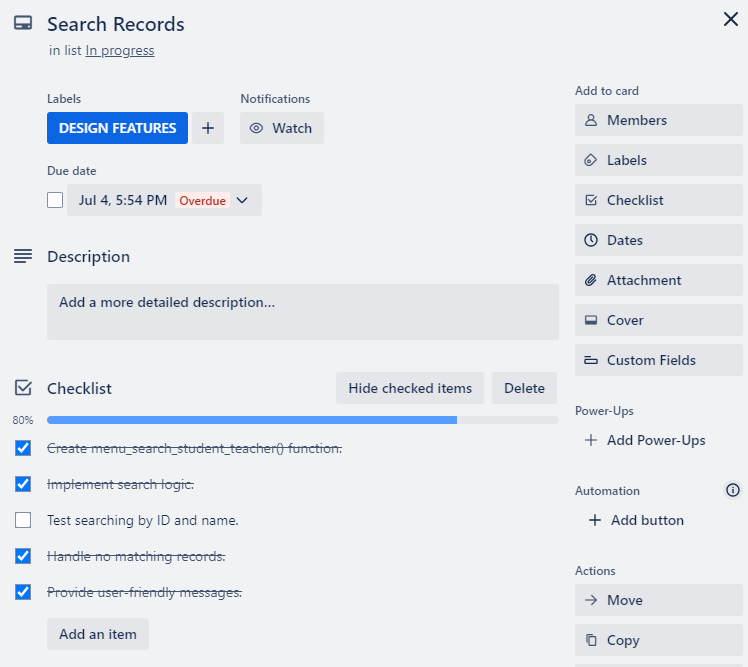 Search Records
in list In progress
Labels
Notifications
DESIGN FEATURES
Watch
Due date
Jul 4, 5:54 PM Overdue
Description
Add a more detailed description...
Checklist
Hide checked items
Delete
80%
Create menu_search_student_teacher() function.
Implement search logic.
Test searching by ID and name.
Handle no matching records.
Provide user-friendly messages.
Add an item
Add to card
Members
Labels
Checklist
Dates
Attachment
Cover
Custom Fields
Power-Ups
Add Power-Ups
Automation
Add button
Actions
Move
Copy